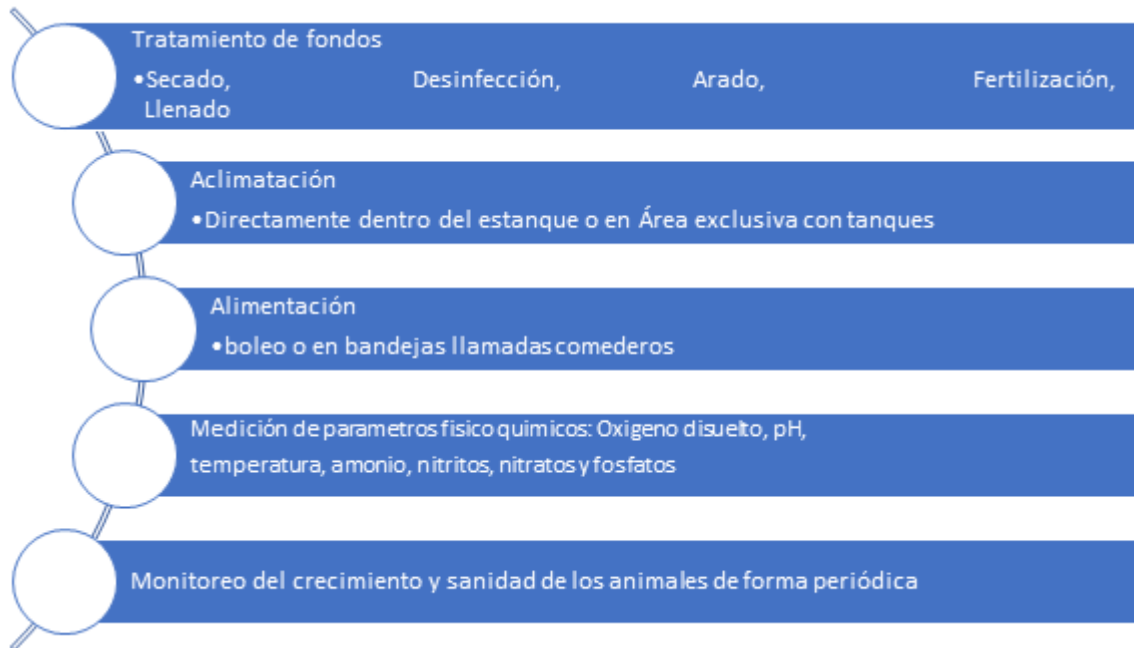 Tratamiento de fondos
•Secado, Desinfección, Arado, Fertilización,
Llenado
Aclimatación
•Directamente dentro del estanque o en Área exclusiva con tanques
Alimentación
•boleo o en bandejas llamadas comederos
Medición de parametros fisico quimicos: Oxigeno disuelto, pH,
temperatura, amonio, nitritos, nitratos y fosfatos
Monitoreo del crecimiento y sanidad de los animales de forma periódica